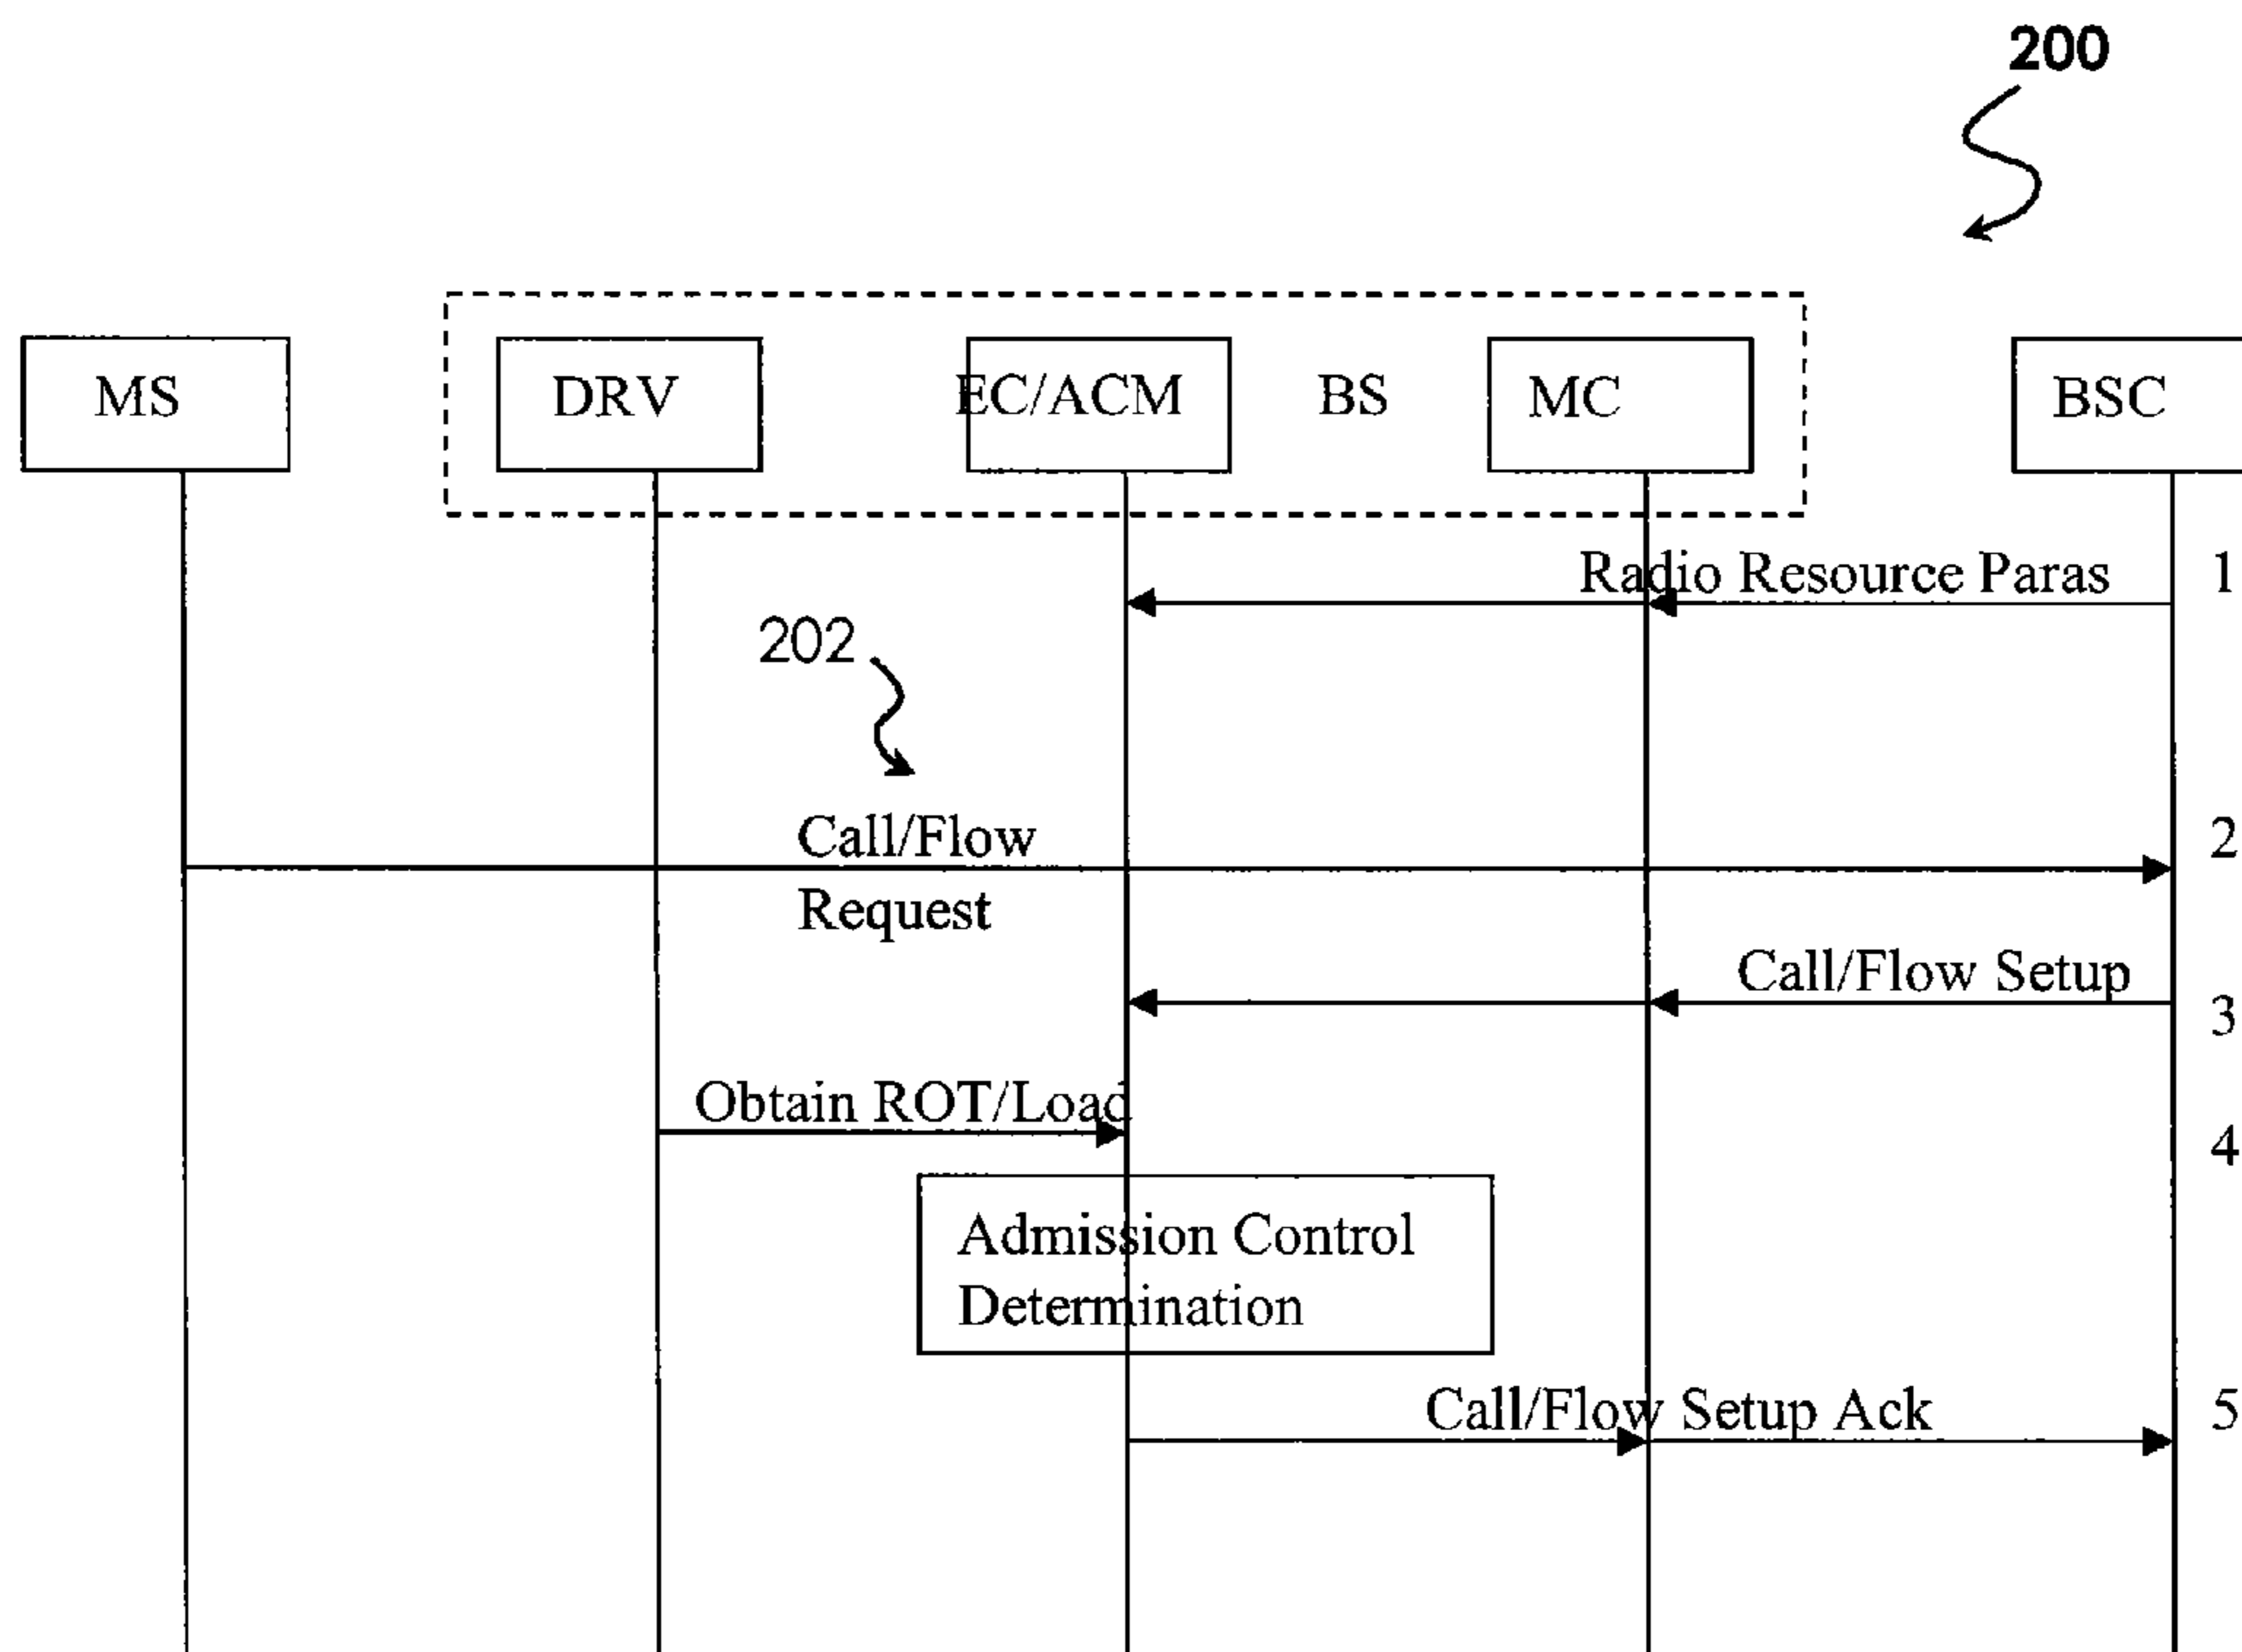 200
MS
DRV
EC/ACM
BS
MC
BSC
Radio Resource Paras
1
202
Call/Flow
Request
2
Call/Flow Setup
3
Obtain ROT/Load
4
Admission Control
Determination
Call/Flow Setup Ack
5